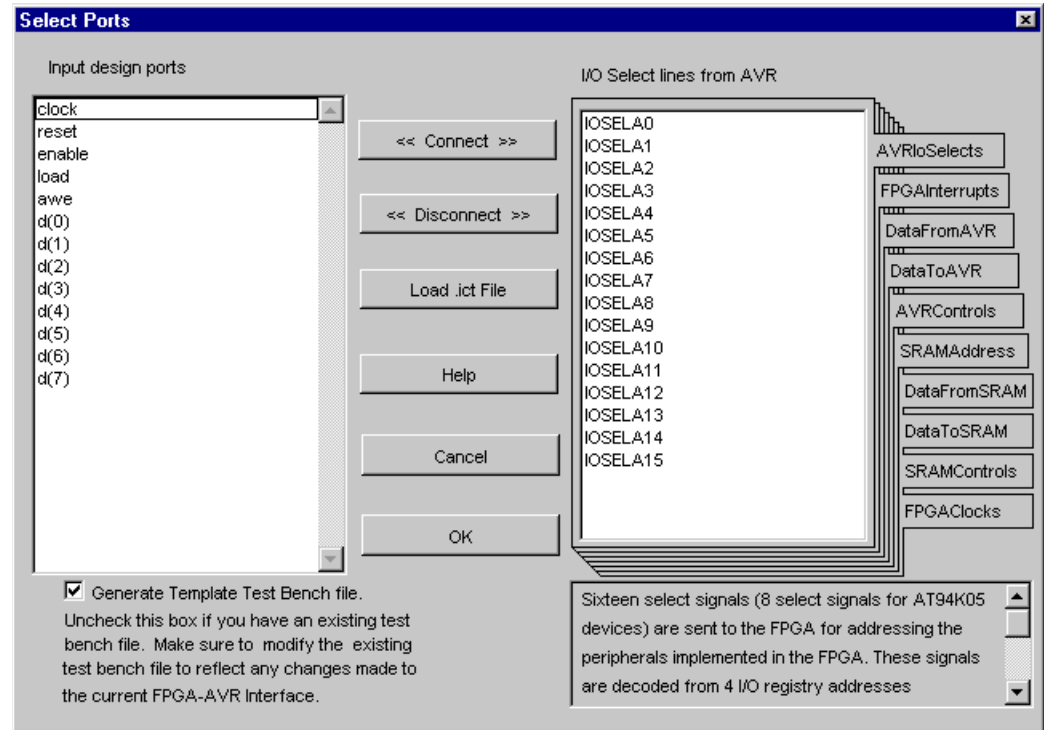 Select Ports
Input design ports
clock
reset
enable
load
awe
d(0)
d(1)
d(2)
d(3)
d(4)
d(5)
d(6)
d(7)
<< Connect >>
<< Disconnect >>
Load .ict File
Help
Cancel
OK
I/O Select lines from AVR
IOSELA0
IOSELA1
IOSELA2
IOSELA3
IOSELA4
IOSELA5
IOSELA6
IOSELA7
IOSELA8
IOSELA9
IOSELA10
IOSELA11
IOSELA12
IOSELA13
IOSELA14
IOSELA15
AVRIoSelects
FPGAInterrupts
DataFromAVR
DataToAVR
AVRControls
SRAMAddress
DataFromSRAM
DataToSRAM
SRAMControls
FPGAClocks
Generate Template Test Bench file.
Uncheck this box if you have an existing test
bench file. Make sure to modify the existing
test bench file to reflect any changes made to
the current FPGA-AVR Interface.
Sixteen select signals (8 select signals for AT94K05
devices) are sent to the FPGA for addressing the
peripherals implemented in the FPGA. These signals
are decoded from 4 I/O registry addresses